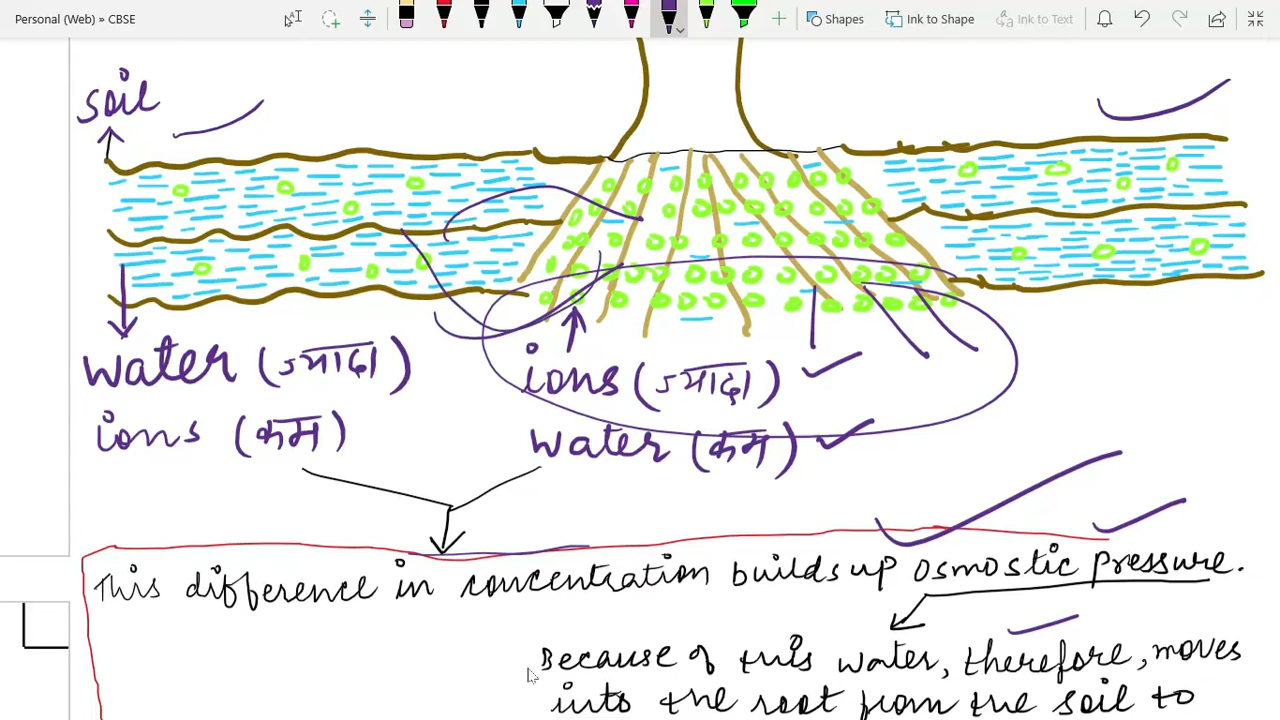 Personal (Web) » CBSE
Shapes
Ink to Shape
Ink to Text
soil
water (ज्यादा)
ions (कम)
ions (ज्यादा)
water (कम)
This difference in concentration builds up osmostic pressure.
Because of this water, therefore, moves
into the root from the soil to